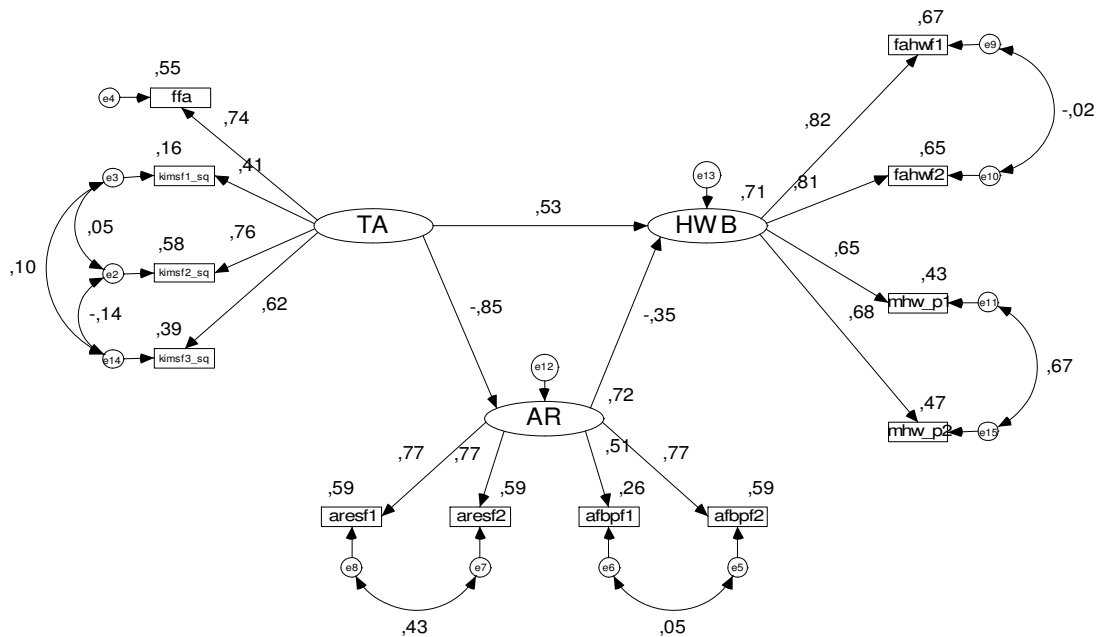 ,67
fahwf1
e9
,55
e4
ffa
,74
-,02
,82
,16
e3
kimsf1_sq
,41
e13
,65
fahwf2
e10
,71
,81
,53
TA
HWB
,05
,76
,58
e2
kimsf2_sq
,10
,65
,43
mhw_p1
e11
-,14
,62
-,85
-,35
,68
,39
e14
kimsf3_sq
e12
,67
,72
,47
AR
mhw_p2
e15
,77
,77
,51
,77
,59
,59
,26
,59
aresf1
aresf2
afbpf1
afbpf2
e8
e7
e6
e5
,43
,05